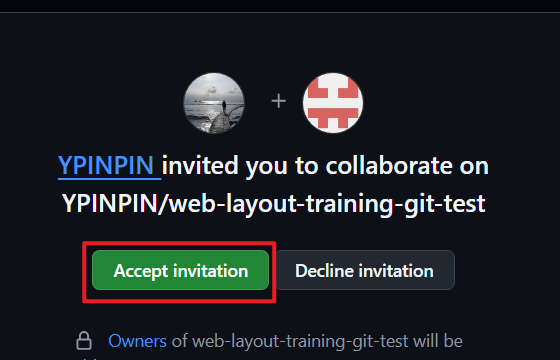 +
YPINPIN invited you to collaborate on
YPINPIN/web-layout-training-git-test
Accept invitation Decline invitation
Owners of web-layout-training-git-test will be